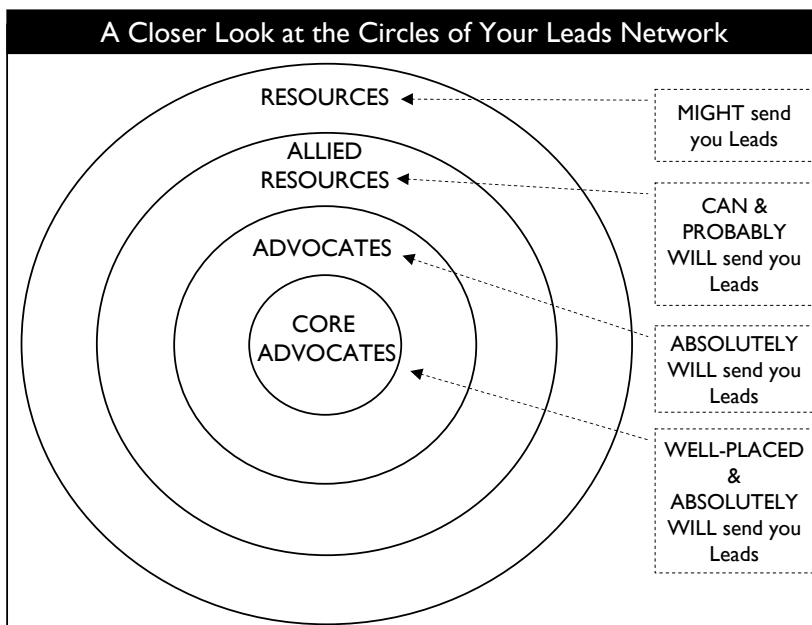 A Closer Look at the Circles of Your Leads Network
RESOURCES
MIGHT send
you Leads
ALLIED
RESOURCES
CAN &
PROBABLY
WILL send you
Leads
ADVOCATES
ABSOLUTELY
WILL send you
Leads
CORE
ADVOCATES
WELL-PLACED
&
ABSOLUTELY
WILL send you
Leads